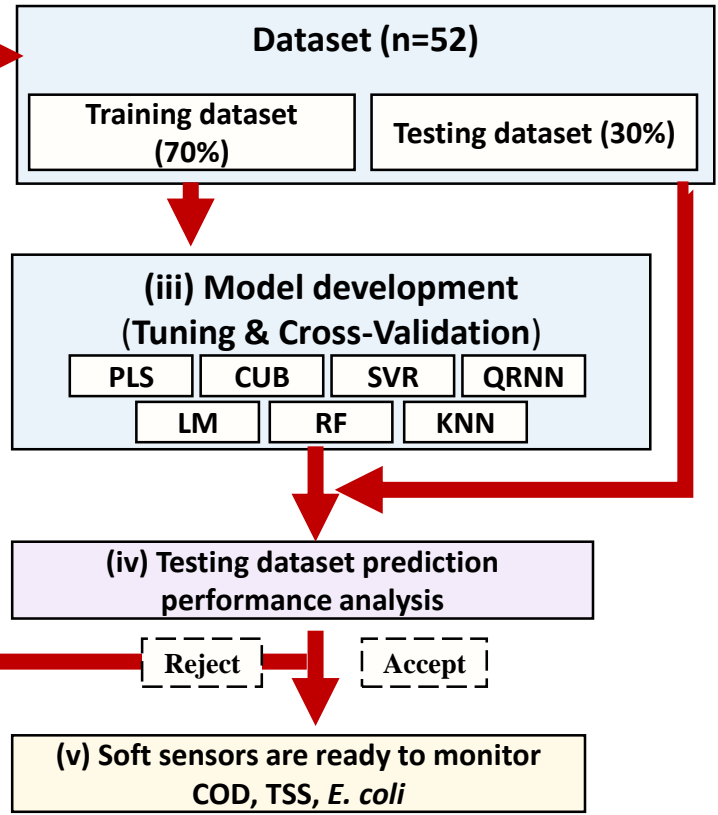 Dataset (n=52)
Training dataset
(70%)
Testing dataset (30%)
(iii) Model development
(Tuning & Cross-Validation)
PLS CUB SVR QRNN
LM RF KNN
(iv) Testing dataset prediction
performance analysis
Reject Accept
(v) Soft sensors are ready to monitor
COD, TSS, E. coli